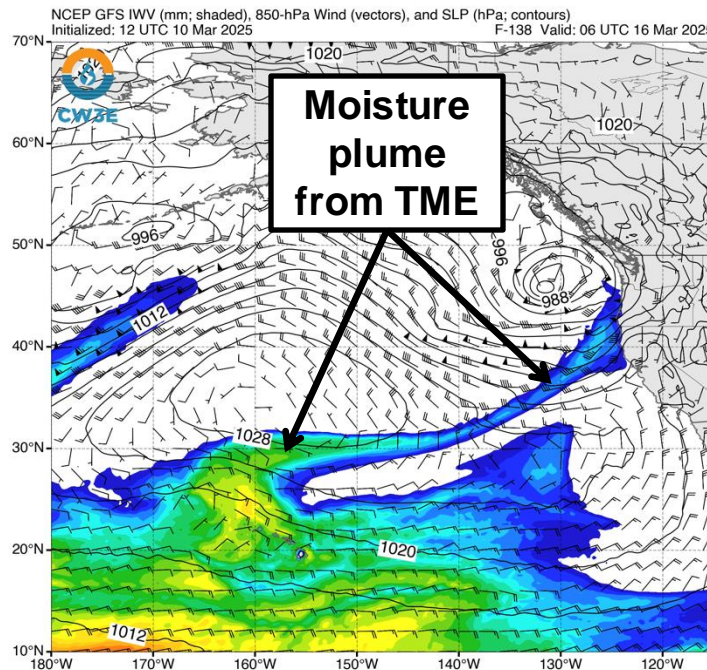 NCEP GFS IWV (mm; shaded), 850-hPa Wind (vectors), and SLP (hPa; contours)
Initialized: 12 UTC 10 Mar 2025 F-138 Valid: 06 UTC 16 Mar 2025
70°N
1020
CW3E
Moisture
plume
from TME
1020
60°N
50°N
996
996
988
1012
40°N
30°N
1028
20°N
1020
1012
10°N
180°W 170°W 160°W 150°W 140°W 130°W 120°W